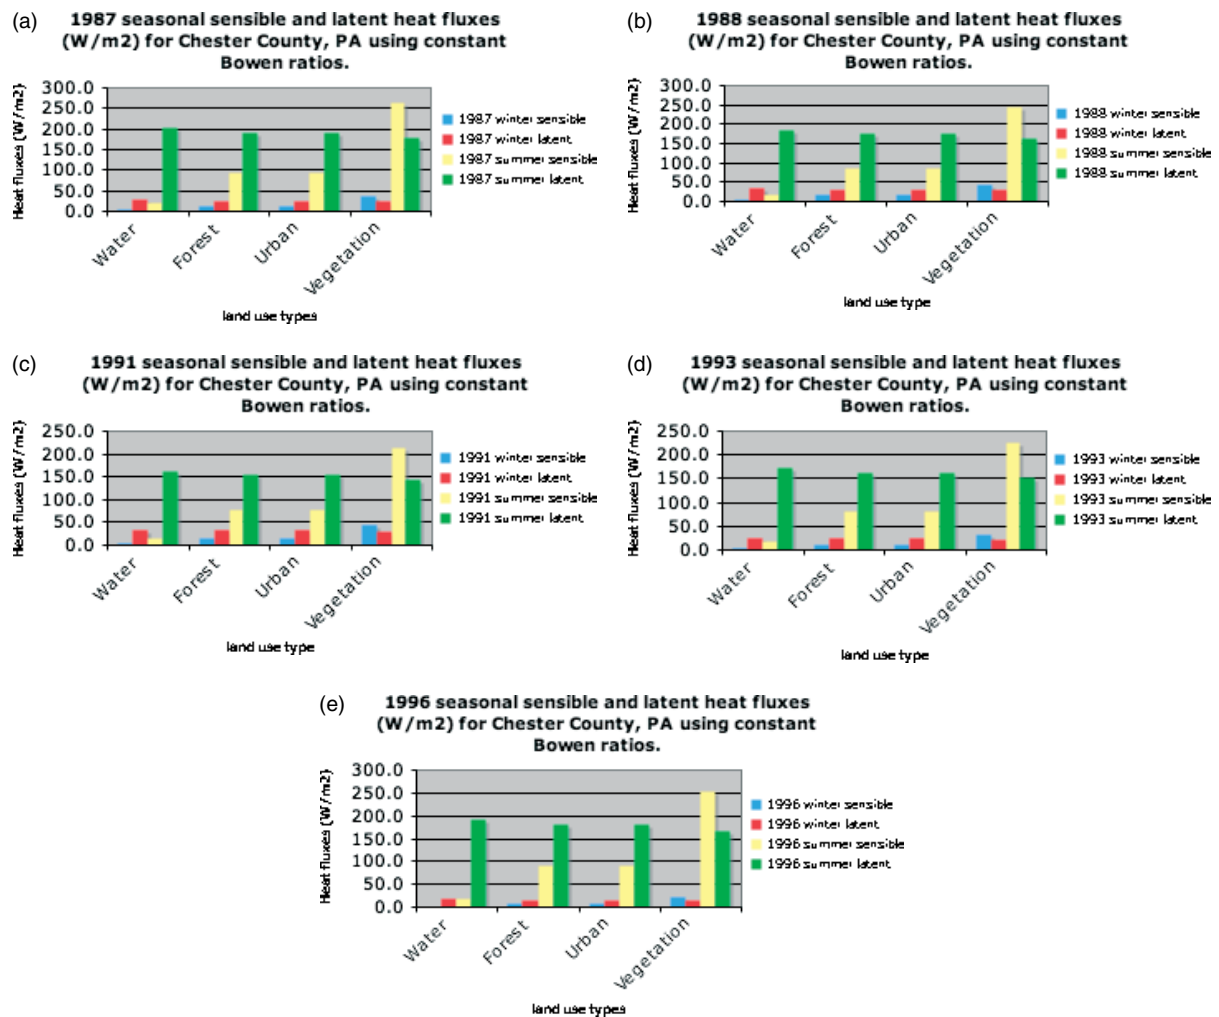 (a)
1987 seasonal sensible and latent heat fluxes
(W/m2) for Chester County, PA using constant
Bowen ratios.
Heat fluxes (W/m2)
300.0
250.0
200.0
150.0
100.0
50.0
0.0
Water
Forest
Urban
Vegetation
land use types
1987 winter sensible
1987 winter latent
1987 summer sensible
1987 summer latent
(b)
1988 seasonal sensible and latent heat fluxes
(W/m2) for Chester County, PA using constant
Bowen ratios.
Heat fluxes (W/m2)
300.0
250.0
200.0
150.0
100.0
50.0
0.0
Water
Forest
Urban
Vegetation
land use type
1988 winter sensible
1988 winter latent
1988 summer sensible
1988 summer latent
(c)
1991 seasonal sensible and latent heat fluxes
(W/m2) for Chester County, PA using constant
Bowen ratios.
Heat fluxes (W/m2)
250.0
200.0
150.0
100.0
50.0
0.0
Water
Forest
Urban
Vegetation
land use type
1991 winter sensible
1991 winter latent
1991 summer sensible
1991 summer latent
(d)
1993 seasonal sensible and latent heat fluxes
(W/m2) for Chester County, PA using constant
Bowen ratios.
Heat fluxes (W/m2)
250.0
200.0
150.0
100.0
50.0
0.0
Water
Forest
Urban
Vegetation
land use type
1993 winter sensible
1993 winter latent
1993 summer sensible
1993 summer latent
(e)
1996 seasonal sensible and latent heat fluxes
(W/m2) for Chester County, PA using constant
Bowen ratios.
Heat fluxes (W/m2)
300.0
250.0
200.0
150.0
100.0
50.0
0.0
Water
Forest
Urban
Vegetation
land use types
1996 winter sensible
1996 winter latent
1996 summer sensible
1996 summer latent